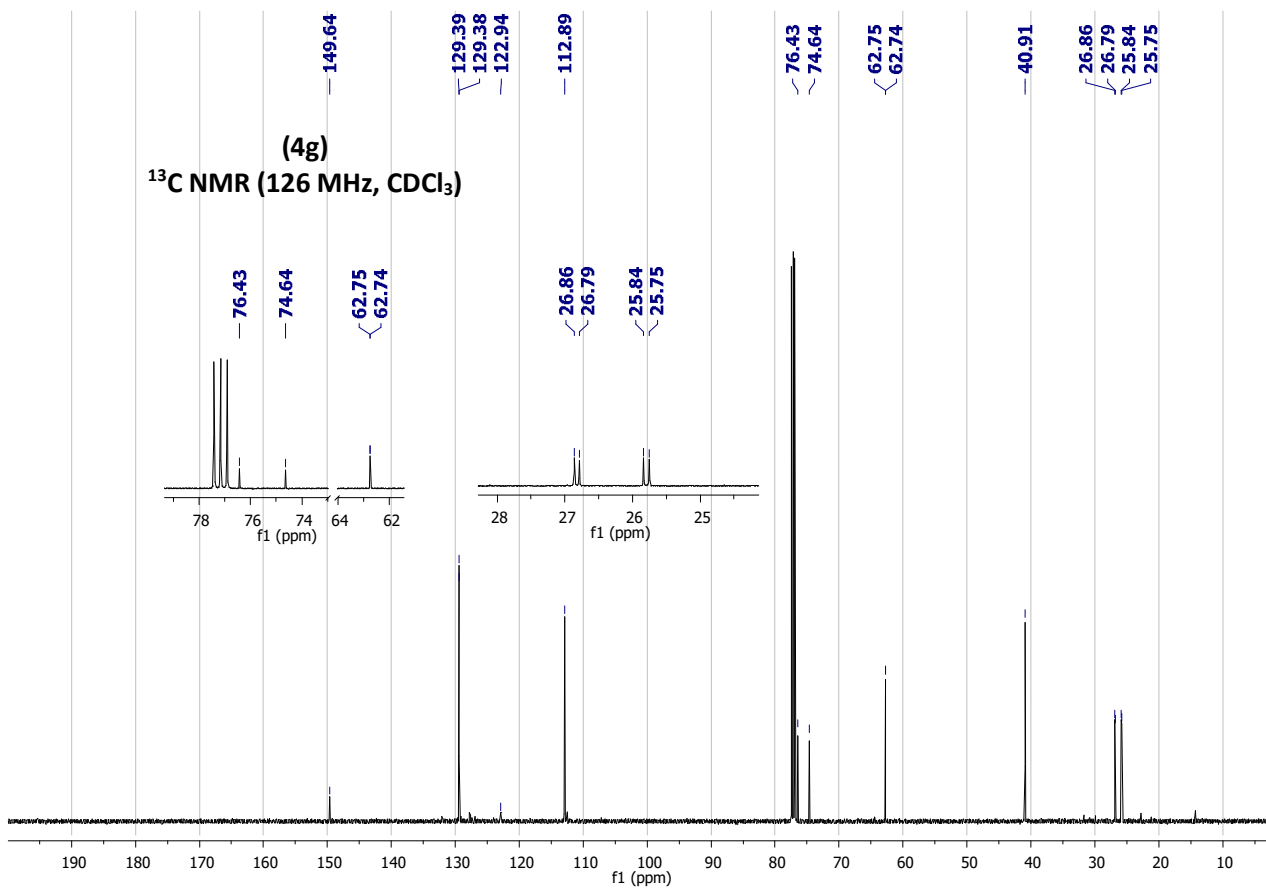 149.64
129.39
129.38
122.94
112.89
76.43
74.64
62.75
62.74
40.91
26.86
26.79
25.84
25.75
(4g)
¹³C NMR (126 MHz, CDCl₃)
76.43
74.64
62.75
62.74
26.86
26.79
25.84
25.75
78 76 74 64 62
f1 (ppm)
28 27 26 25
f1 (ppm)
190 180 170 160 150 140 130 120 110 100 90 80 70 60 50 40 30 20 10
f1 (ppm)